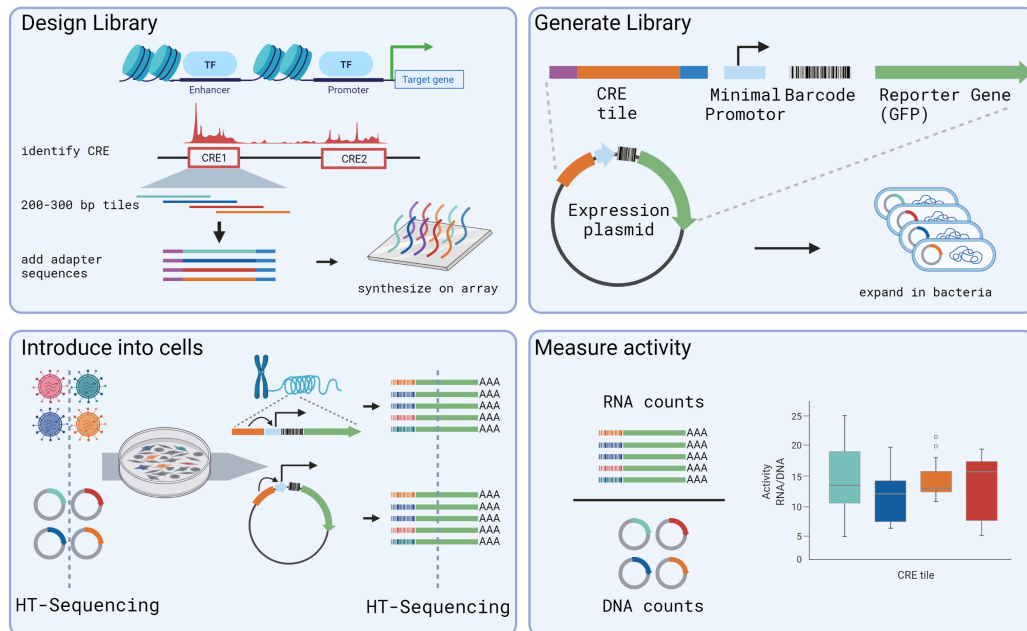 Design Library
TF
TF
Enhancer
Promoter
Target gene
identify CRE
CRE1
CRE2
200-300 bp tiles
add adapter
sequences
synthesize on array
Generate Library
CRE
tile
Minimal
Promotor
Barcode
Reporter Gene
(GFP)
Expression
plasmid
expand in bacteria
Introduce into cells
AAA
AAA
AAA
AAA
AAA
AAA
AAA
AAA
AAA
AAA
HT-Sequencing
HT-Sequencing
Measure activity
RNA counts
AAA
AAA
AAA
AAA
AAA
DNA counts
Activity
RNA/DNA
25
20
15
10
5
0
CRE tile